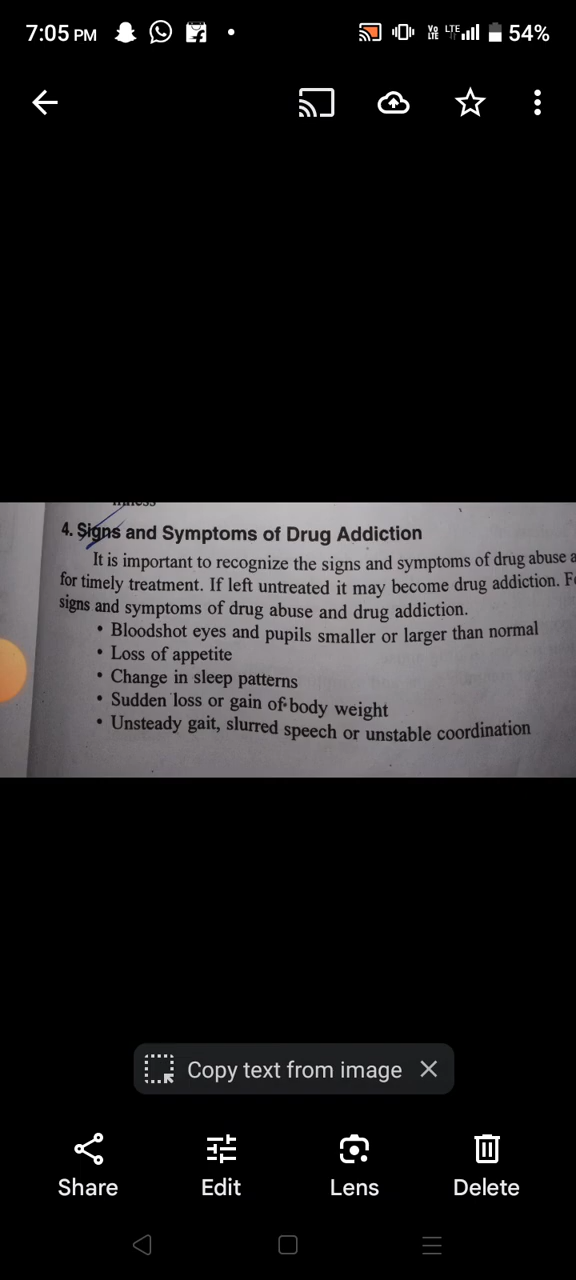 7:05 PM 54%
4. Signs and Symptoms of Drug Addiction
It is important to recognize the signs and symptoms of drug abuse a
for timely treatment. If left untreated it may become drug addiction. F
signs and symptoms of drug abuse and drug addiction.
• Bloodshot eyes and pupils smaller or larger than normal
• Loss of appetite
• Change in sleep patterns
• Sudden loss or gain of body weight
• Unsteady gait, slurred speech or unstable coordination
Copy text from image
Share Edit Lens Delete